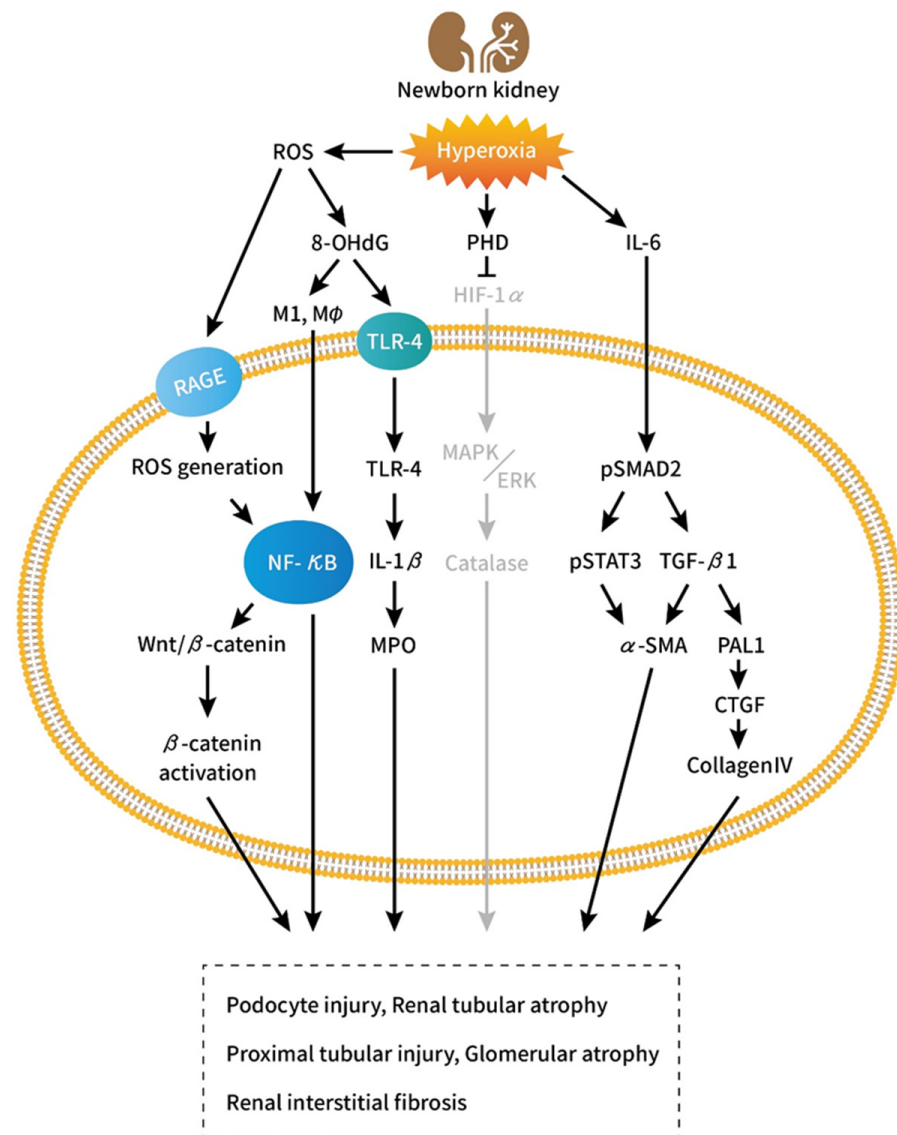 Newborn kidney
Hyperoxia
ROS
8-OHdG
PHD
IL-6
HIF-1α
M1, Mϕ
TLR-4
RAGE
ROS generation
TLR-4
MAPK/ERK
pSMAD2
NF-κB
IL-1β
Catalase
pSTAT3
TGF-β1
Wnt/β-catenin
MPO
α-SMA
PAL1
CTGF
β-catenin
activation
CollagenIV
Podocyte injury, Renal tubular atrophy
Proximal tubular injury, Glomerular atrophy
Renal interstitial fibrosis